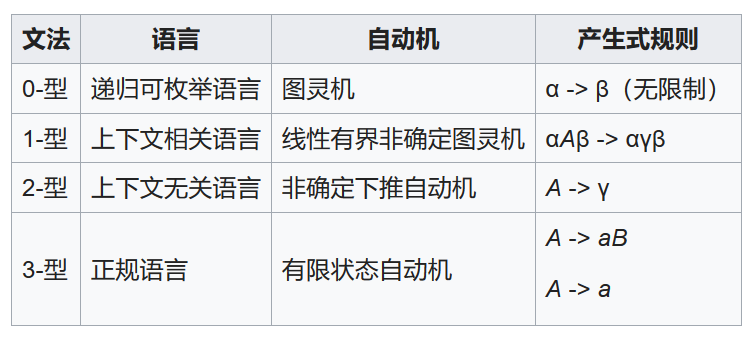 文法 语言 自动机 产生式规则
0-型 递归可枚举语言 图灵机 α -> β（无限制）
1-型 上下文相关语言 线性有界非确定图灵机 αAβ -> αγβ
2-型 上下文无关语言 非确定下推自动机 A -> γ
3-型 正规语言 有限状态自动机 A -> aB
A -> a